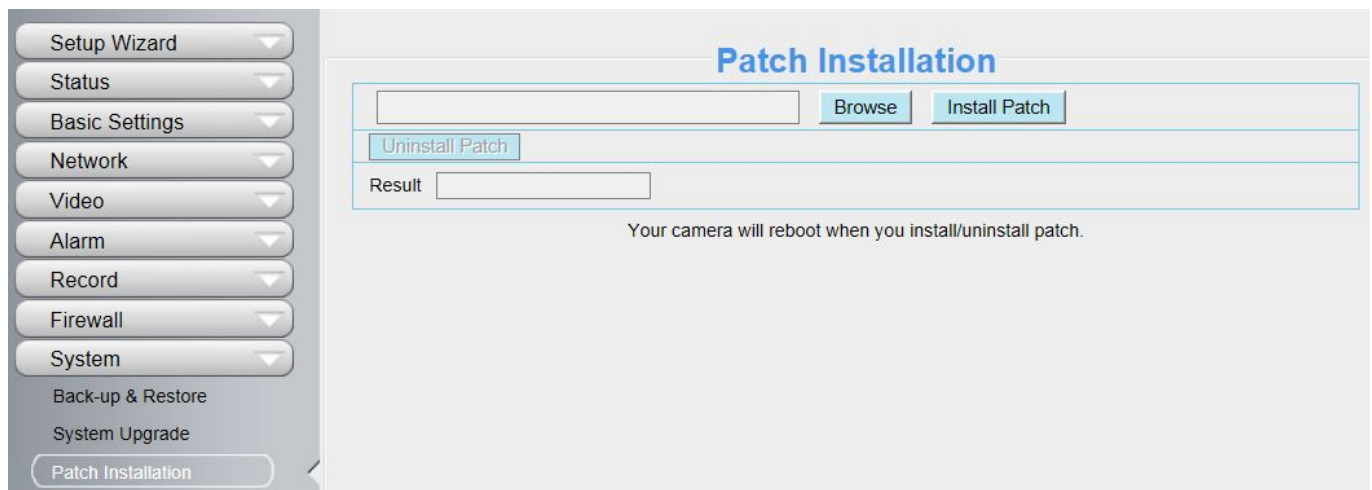 Setup Wizard
Status
Basic Settings
Network
Video
Alarm
Record
Firewall
System
Back-up & Restore
System Upgrade
Patch Installation
Patch Installation
Browse Install Patch
Uninstall Patch
Result
Your camera will reboot when you install/uninstall patch.